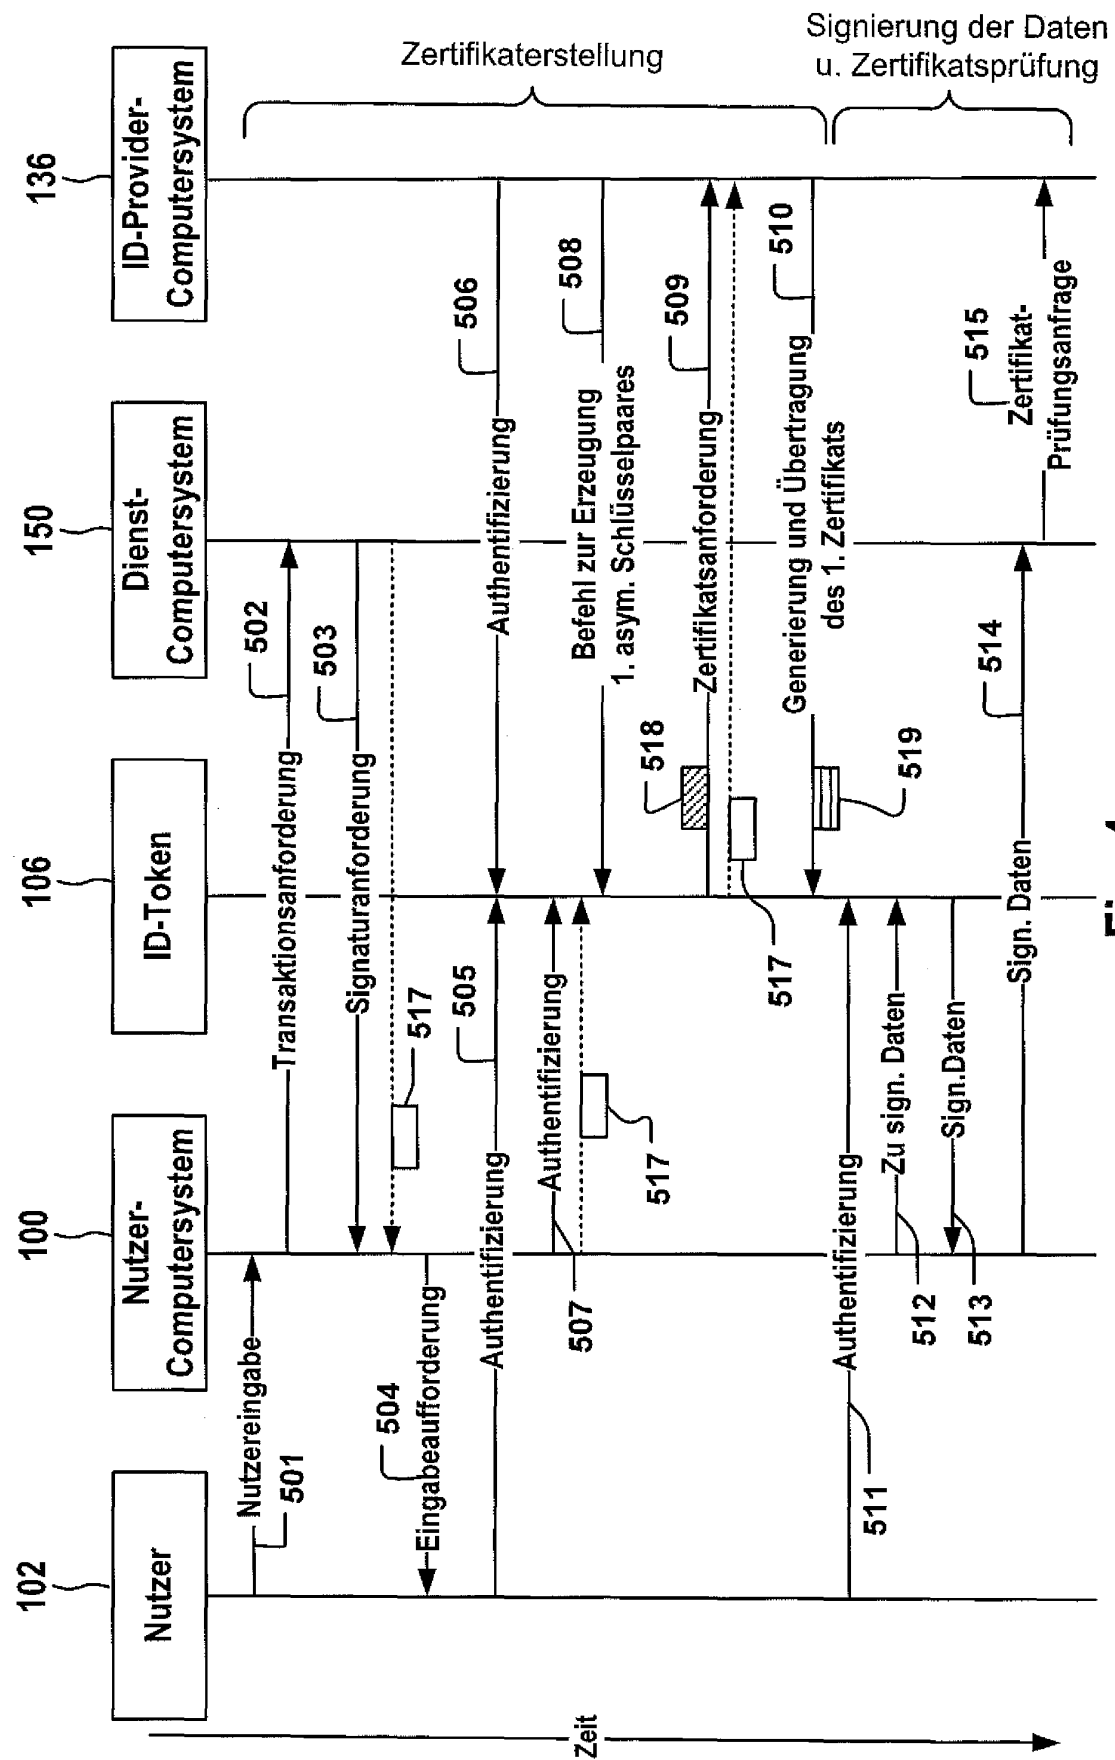 102
100
106
150
136
Nutzer
Nutzer-
Computersystem
ID-Token
Dienst-
Computersystem
ID-Provider-
Computersystem
Zeit
Nutzereingabe
501
Transaktionsanforderung
502
Signaturanforderung
503
517
Eingabeaufforderung
504
Authentifizierung
505
Authentifizierung
506
Authentifizierung
507
517
Befehl zur Erzeugung
1. asym. Schlüsselpares
508
518
Zertifikatsanforderung
509
517
Generierung und Übertragung
des 1. Zertifikats
510
519
Authentifizierung
511
Zu sign. Daten
512
Sign.Daten
513
Sign. Daten
514
515
Zertifikat-
Prüfungsanfrage
Zertifikaterstellung
Signierung der Daten
u. Zertifikatsprüfung